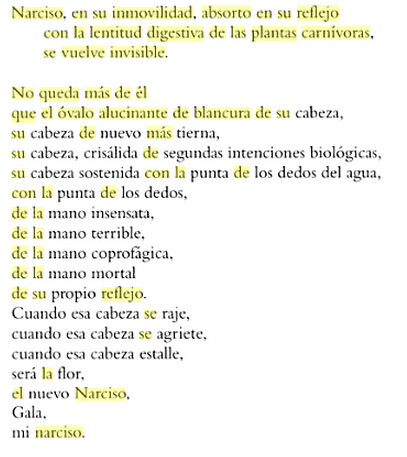 Narciso, en su inmovilidad, absorto en su reflejo
con la lentitud digestiva de las plantas carnívoras,
se vuelve invisible.
No queda más de él
que el óvalo alucinante de blancura de su cabeza,
su cabeza de nuevo más tierna,
su cabeza, crisálida de segundas intenciones biológicas,
su cabeza sostenida con la punta de los dedos del agua,
con la punta de los dedos,
de la mano insensata,
de la mano terrible,
de la mano coprofágica,
de la mano mortal
de su propio reflejo.
Cuando esa cabeza se raje,
cuando esa cabeza se agriete,
cuando esa cabeza estalle,
será la flor,
el nuevo Narciso,
Gala,
mi narciso.